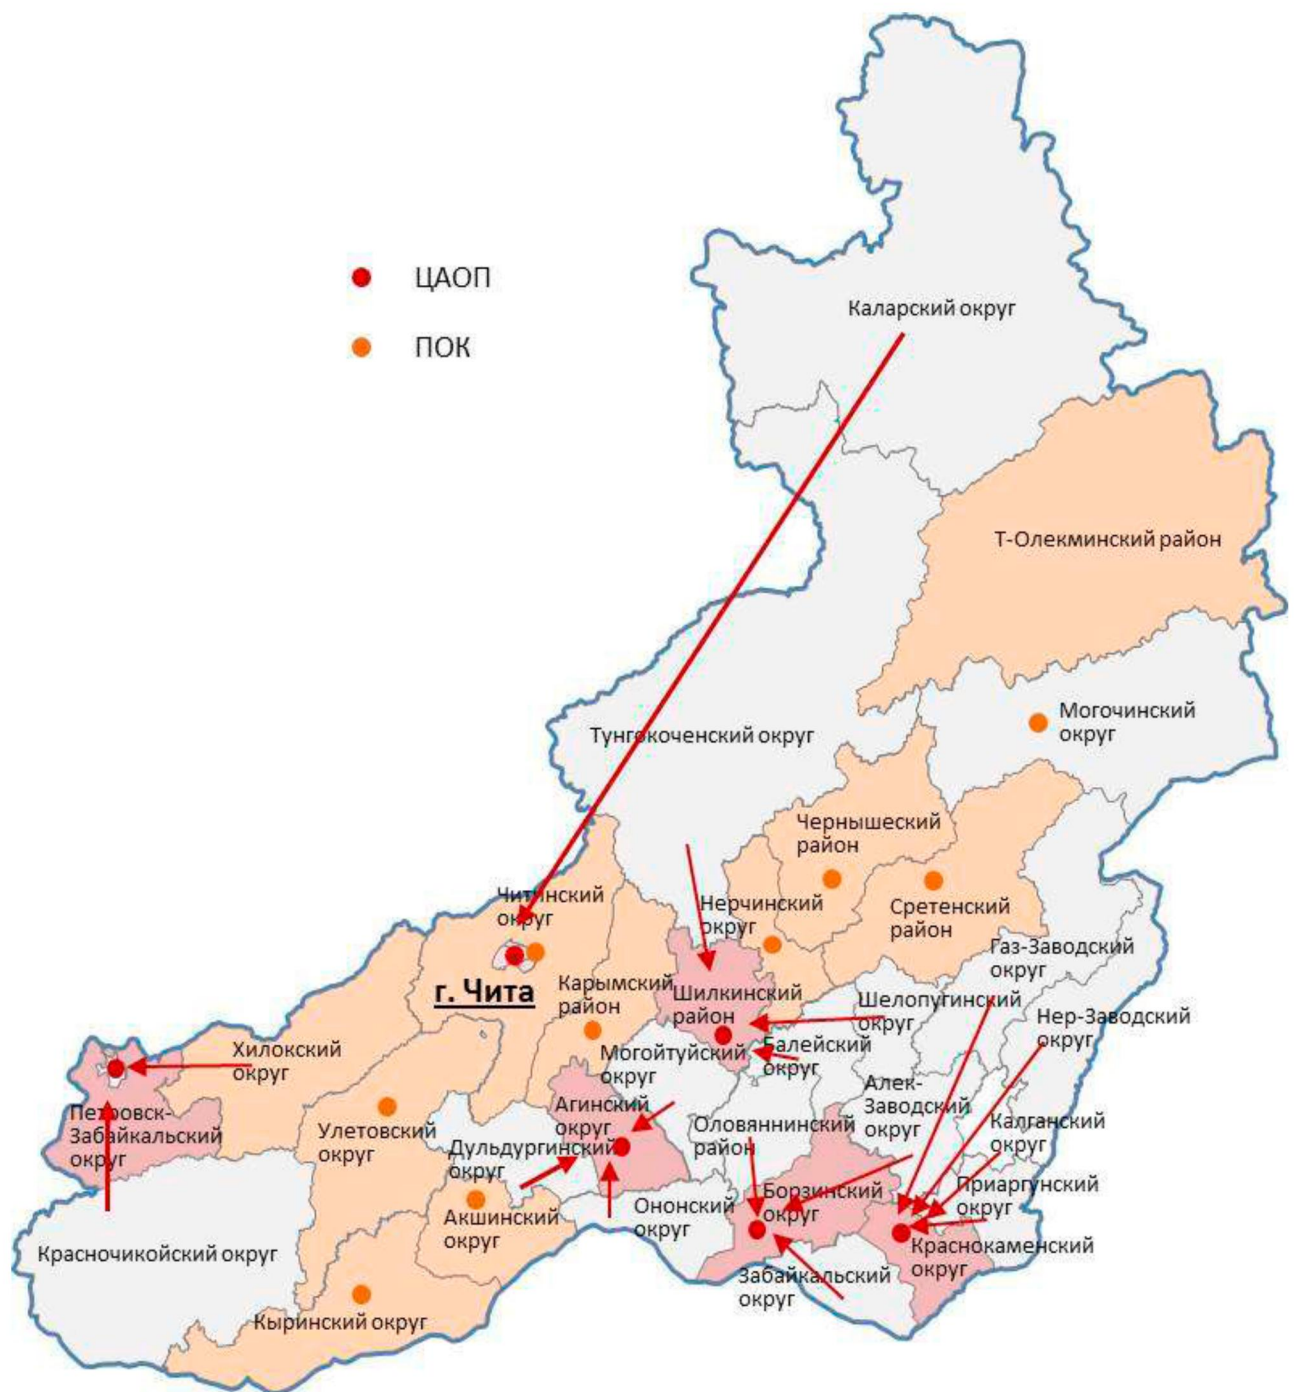 ЦАОП
ПОК
Каларский округ
Т-Олекминский район
Могочинский
округ
Тунгокоченский округ
Чернышеский
район
Читинский
округ
Нерчинский
округ
Сретенский
район
Газ-Заводский
округ
г. Чита
Карымский
район
Шилкинский
район
Шелопугинский
округ
Нер-Заводский
округ
Хилокский
округ
Могойтуйский
округ
Балейский
округ
Алек-
Заводский
округ
Петровск-
Забайкальский
округ
Улетовский
округ
Агинский
округ
Оловяннинский
район
Калганский
округ
Дульдургинский
округ
Приаргунский
округ
Борзинский
округ
Акшинский
округ
Ононский
округ
Краснокаменский
округ
Красночикойский округ
Забайкальский
округ
Кыринский округ